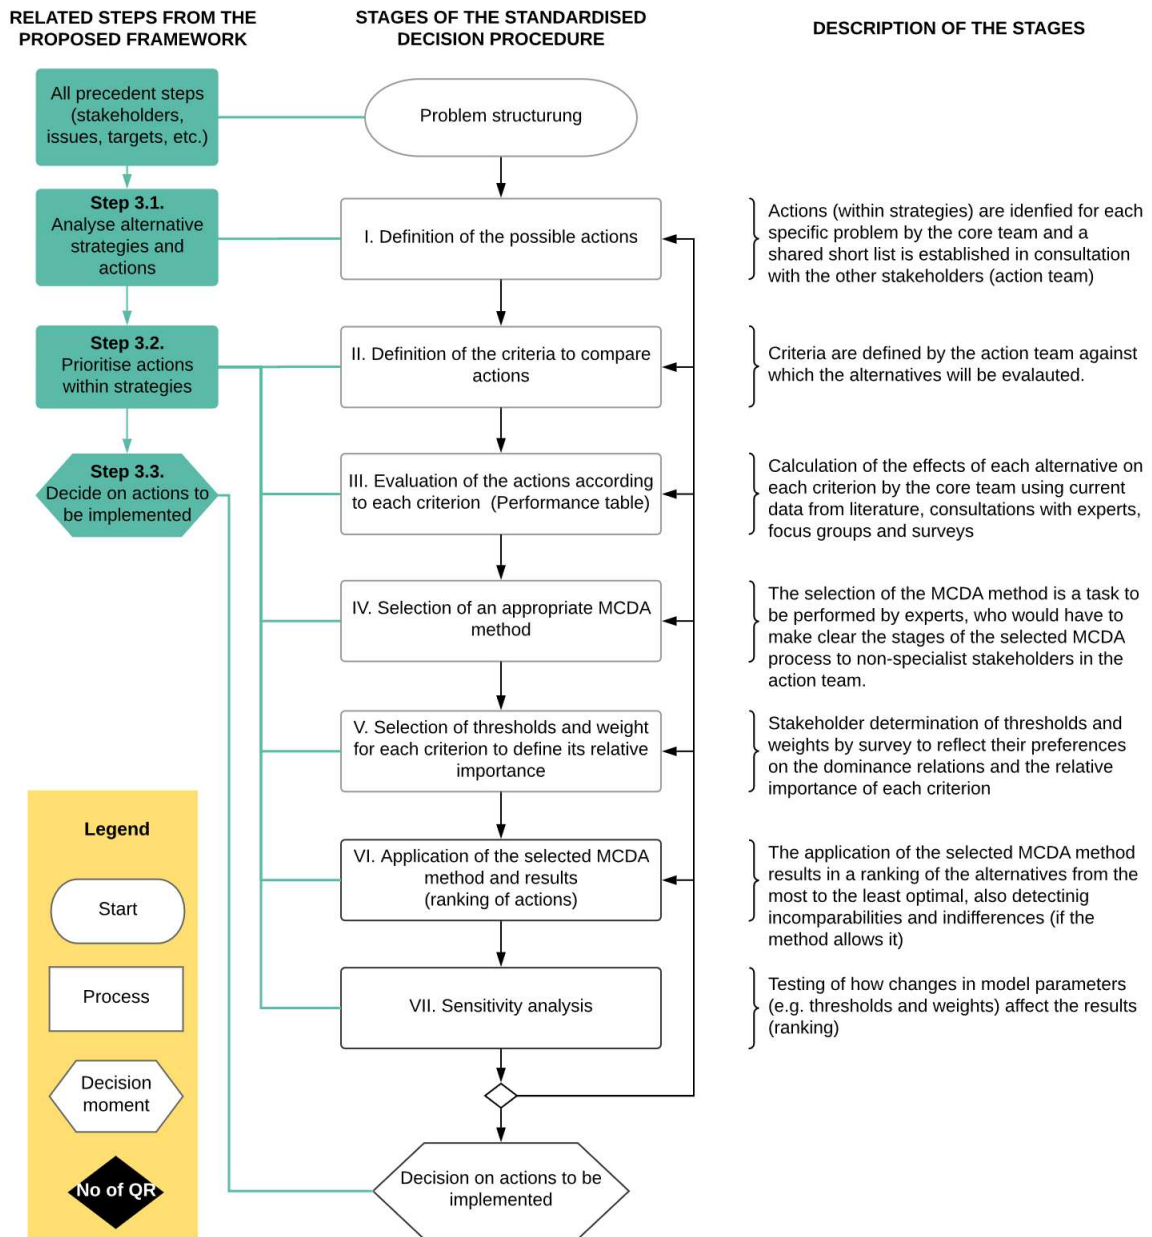 RELATED STEPS FROM THE
PROPOSED FRAMEWORK
STAGES OF THE STANDARDISED
DECISION PROCEDURE
DESCRIPTION OF THE STAGES
All precedent steps
(stakeholders,
issues, targets, etc.)
Problem structurung
Step 3.1.
Analyse alternative
strategies and
actions
I. Definition of the possible actions
Actions (within strategies) are idenfied for each
specific problem by the core team and a
shared short list is established in consultation
with the other stakeholders (action team)
Step 3.2.
Prioritise actions
within strategies
II. Definition of the criteria to compare
actions
Criteria are defined by the action team against
which the alternatives will be evalauted.
Step 3.3.
Decide on actions to
be implemented
III. Evaluation of the actions according
to each criterion (Performance table)
Calculation of the effects of each alternative on
each criterion by the core team using current
data from literature, consultations with experts,
focus groups and surveys
IV. Selection of an appropriate MCDA
method
The selection of the MCDA method is a task to
be performed by experts, who would have to
make clear the stages of the selected MCDA
process to non-specialist stakeholders in the
action team.
V. Selection of thresholds and weight
for each criterion to define its relative
importance
Stakeholder determination of thresholds and
weights by survey to reflect their preferences
on the dominance relations and the relative
importance of each criterion
VI. Application of the selected MCDA
method and results
(ranking of actions)
The application of the selected MCDA method
results in a ranking of the alternatives from the
most to the least optimal, also detectinig
incomparabilities and indifferences (if the
method allows it)
VII. Sensitivity analysis
Testing of how changes in model parameters
(e.g. thresholds and weights) affect the results
(ranking)
Decision on actions to be
implemented
Legend
Start
Process
Decision
moment
No of QR